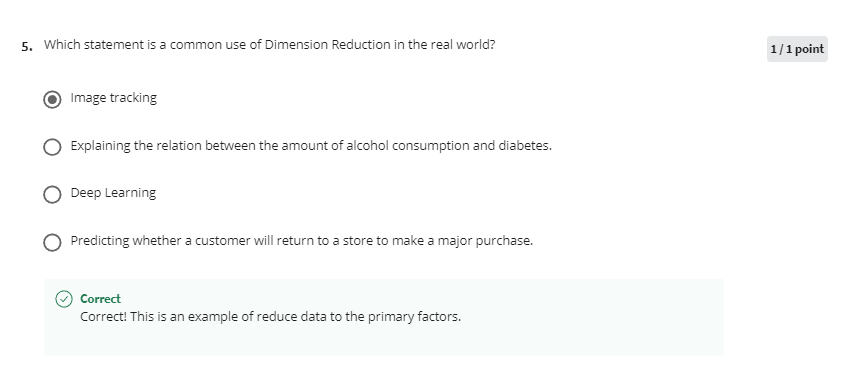 5. Which statement is a common use of Dimension Reduction in the real world?
1 / 1 point
Image tracking
Explaining the relation between the amount of alcohol consumption and diabetes.
Deep Learning
Predicting whether a customer will return to a store to make a major purchase.
Correct
Correct! This is an example of reduce data to the primary factors.